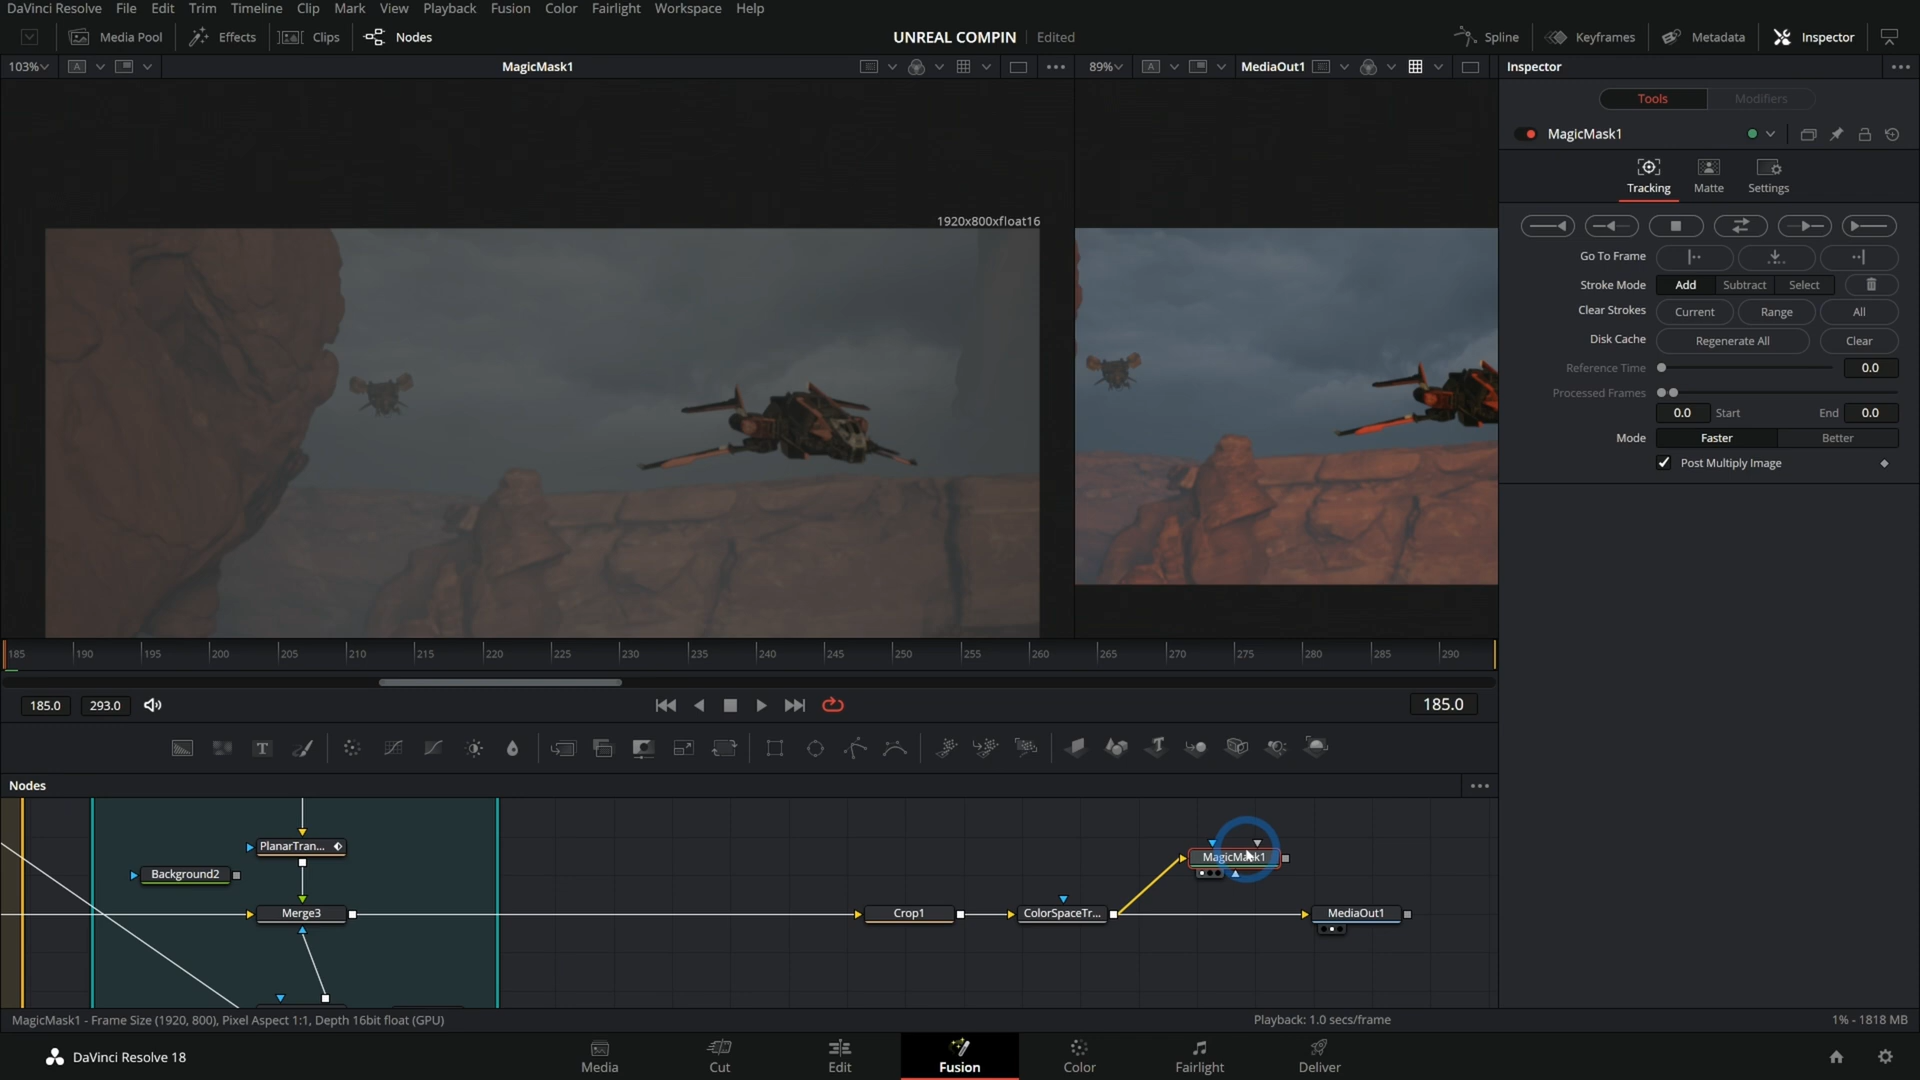 DaVinci Resolve File Edit Trim Timeline Clip Mark View Playback Fusion Color Fairlight Workspace Help
Media Pool Effects Clips Nodes UNREAL COMPIN Edited Spline Keyframes Metadata Inspector
103% A MagicMask1 89% A MediaOut1 Inspector
Tools Modifiers
MagicMask1
Tracking Matte Settings
1920x800xfloat16
Go To Frame
Stroke Mode Add Subtract Select
Clear Strokes Current Range All
Disk Cache Regenerate All Clear
Reference Time 0.0
Processed Frames
0.0 Start End 0.0
Mode Faster Better
Post Multiply Image
185 190 195 200 205 210 215 220 225 230 235 240 245 250 255 260 265 270 275 280 285 290
185.0 293.0 185.0
T T
Nodes
PlanarTran... MagicMask1
Background2
Merge3 Crop1 ColorSpaceTr... MediaOut1
MagicMask1 - Frame Size (1920, 800), Pixel Aspect 1:1, Depth 16bit float (GPU) Playback: 1.0 secs/frame 1% - 1818 MB
DaVinci Resolve 18 Media Cut Edit Fusion Color Fairlight Deliver